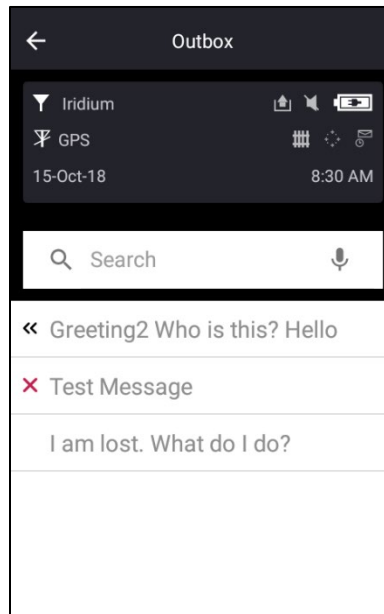 Outbox
Iridium
GPS
15-Oct-18 8:30 AM
Search
Greeting2 Who is this? Hello
Test Message
I am lost. What do I do?